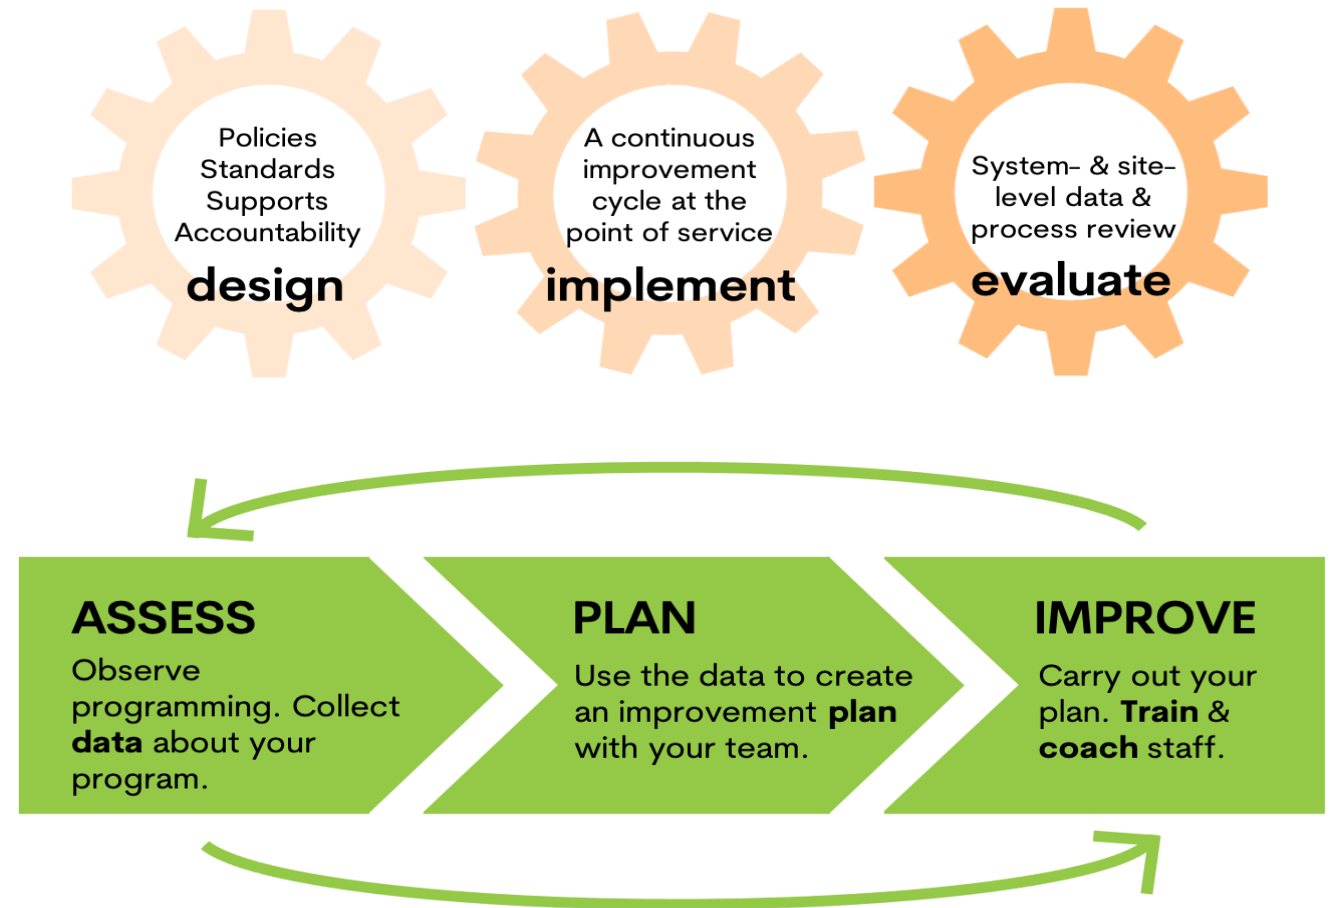 Policies
Standards
Supports
Accountability
design
A continuous
improvement
cycle at the
point of service
implement
System- & site-
level data &
process review
evaluate
ASSESS
Observe
programming. Collect
data about your
program.
PLAN
Use the data to create
an improvement plan
with your team.
IMPROVE
Carry out your
plan. Train &
coach staff.